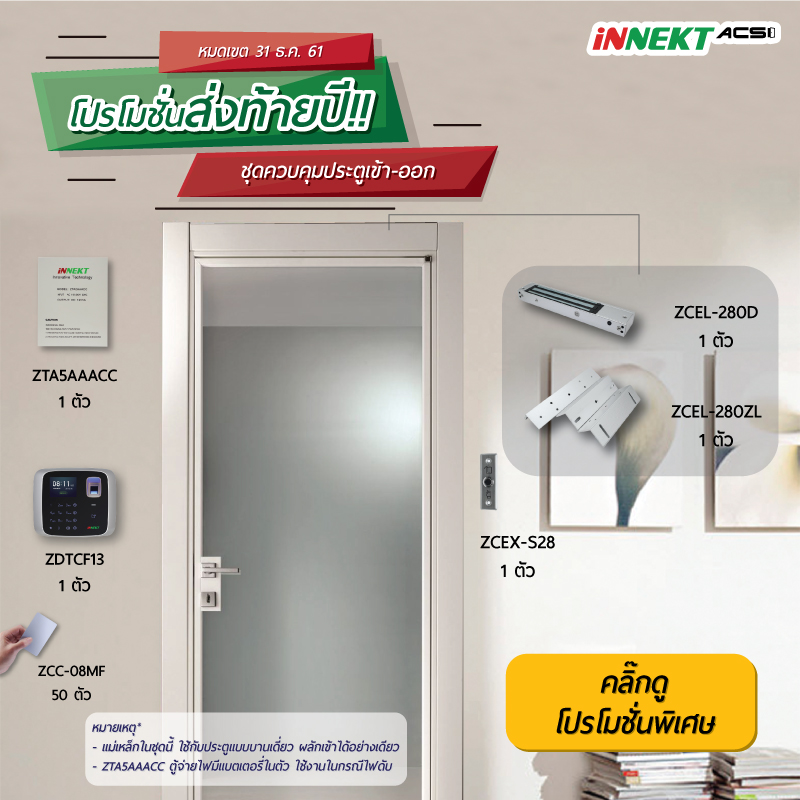 หมดเขต 31 ธ.ค. 61
iNNEKT ACS
โปรโมชั่นส่งท้ายปี!!
ชุดควบคุมประตูเข้า-ออก
iNNEKT
Innovative Technology
ZTA5AAACC
1 ตัว
ZCEL-280D
1 ตัว
ZCEL-280ZL
1 ตัว
08:11
iNNEKT
ZDTCF13
1 ตัว
ZCEX-S28
1 ตัว
ZCC-08MF
50 ตัว
คลิ๊กดู
โปรโมชั่นพิเศษ
หมายเหตุ*
- แม่เหล็กในชุดนี้ ใช้กับประตูแบบบานเดี่ยว ผลักเข้าได้อย่างเดียว
- ZTA5AAACC ตู้จ่ายไฟมีแบตเตอรี่ในตัว ใช้งานในกรณีไฟดับ